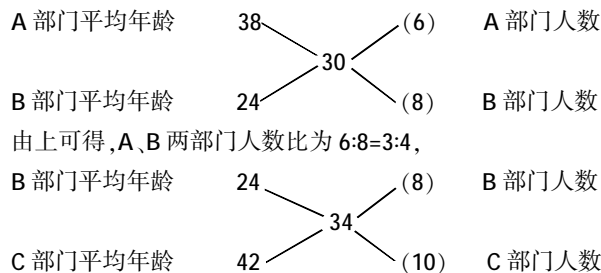 A 部门平均年龄 38 (6) A 部门人数
30
B 部门平均年龄 24 (8) B 部门人数
由上可得,A、B 两部门人数比为 6:8=3:4,
B 部门平均年龄 24 (8) B 部门人数
34
C 部门平均年龄 42 (10) C 部门人数